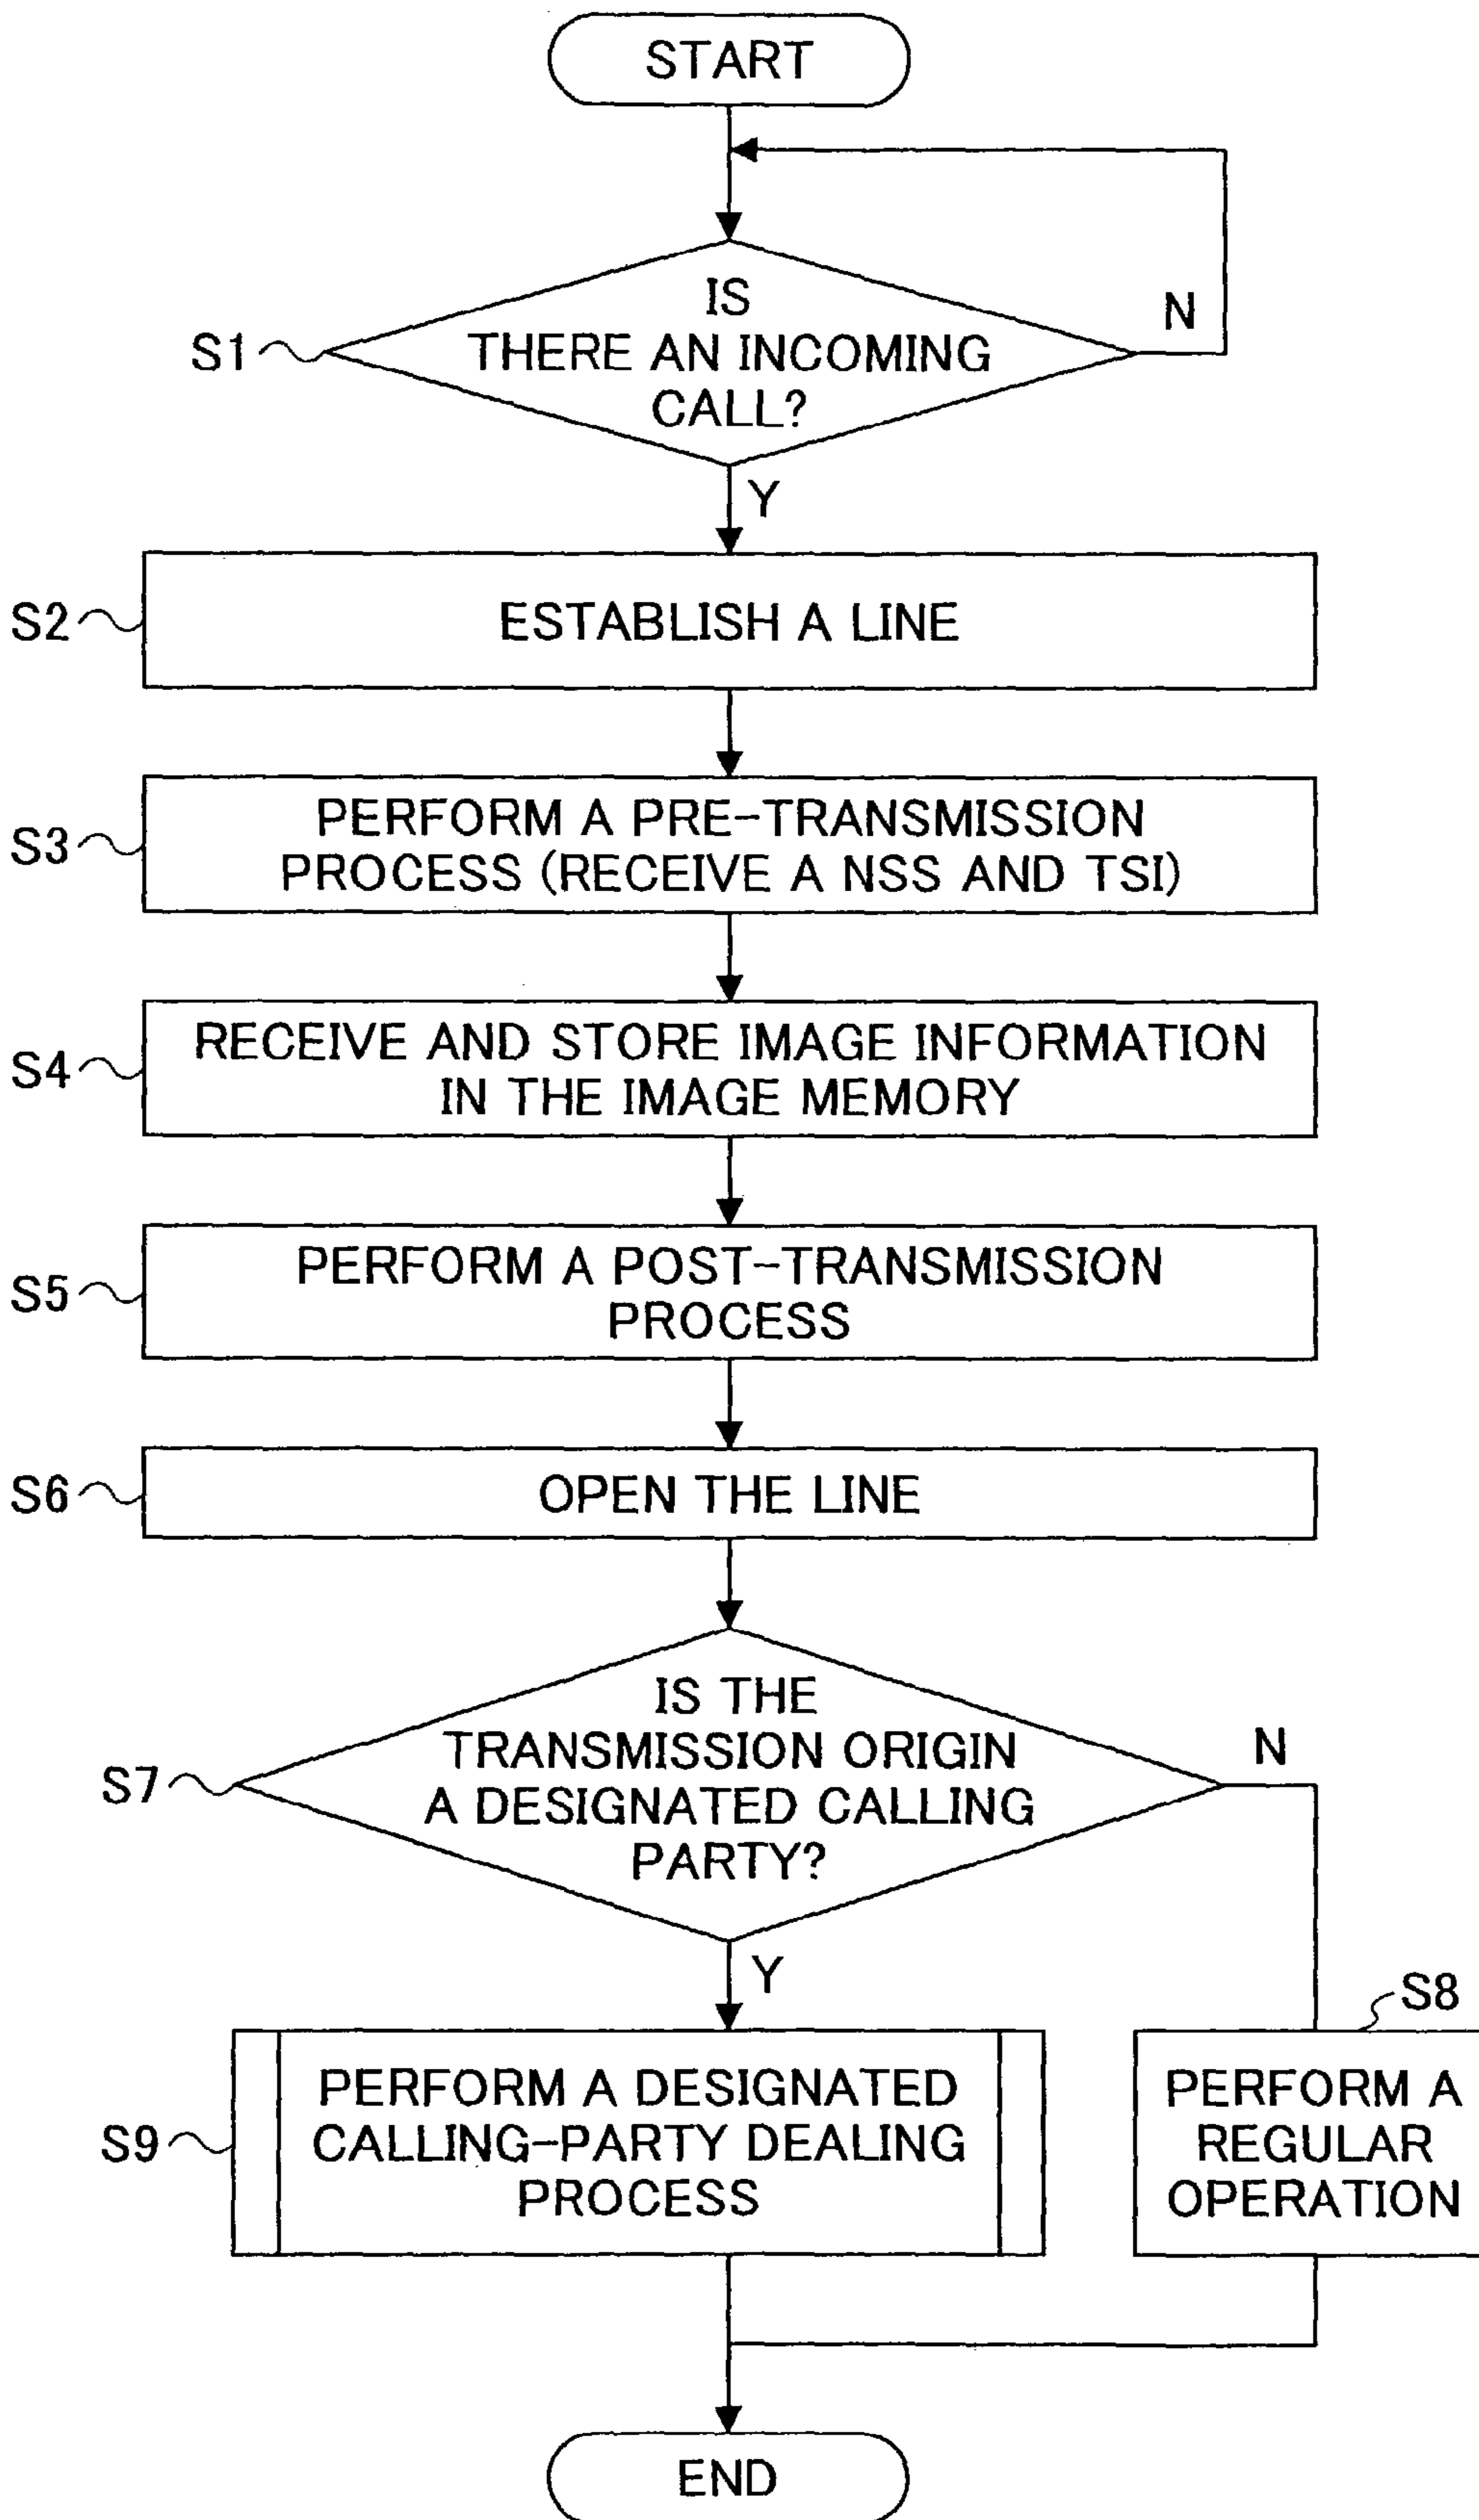 START
IS
THERE AN INCOMING
CALL?
N
S1
Y
S2
ESTABLISH A LINE
S3
PERFORM A PRE-TRANSMISSION
PROCESS (RECEIVE A NSS AND TSI)
S4
RECEIVE AND STORE IMAGE INFORMATION
IN THE IMAGE MEMORY
S5
PERFORM A POST-TRANSMISSION
PROCESS
S6
OPEN THE LINE
S7
IS THE
TRANSMISSION ORIGIN
A DESIGNATED CALLING
PARTY?
N
Y
S8
S9
PERFORM A DESIGNATED
CALLING-PARTY DEALING
PROCESS
PERFORM A
REGULAR
OPERATION
END